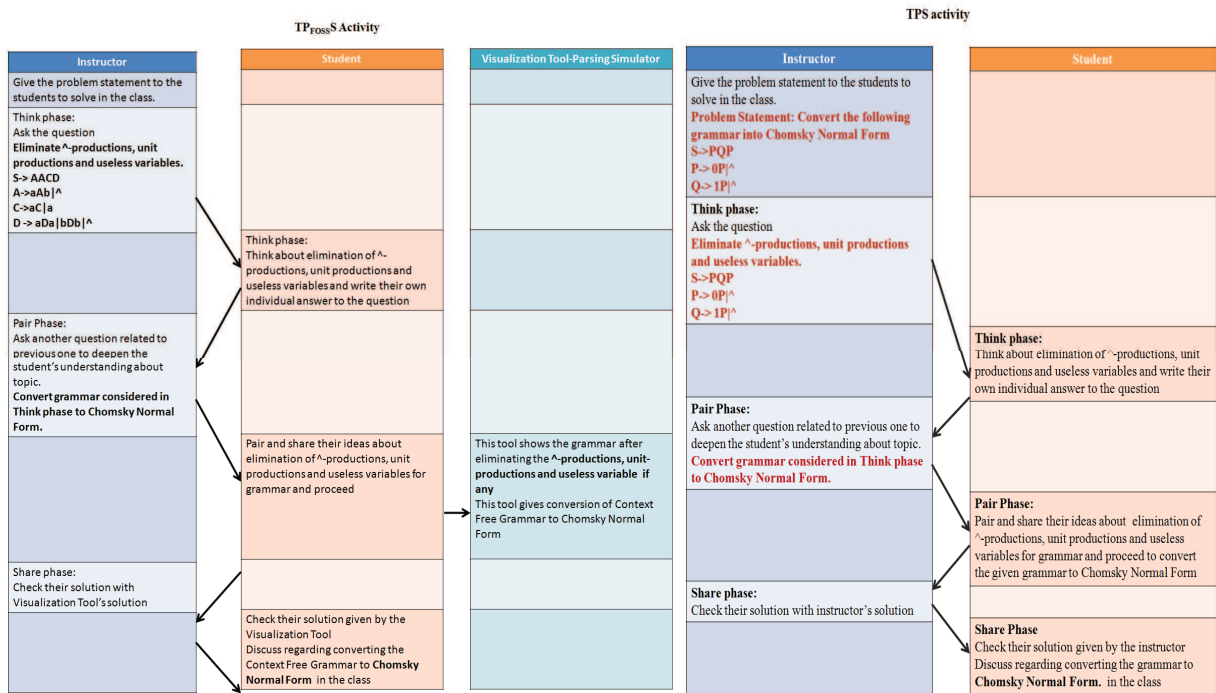 TPFOSSS Activity
Instructor
Give the problem statement to the
students to solve in the class.
Think phase:
Ask the question
Eliminate ^-productions, unit
productions and useless variables.
S-> AACD
A->aAb|^
C->aC|a
D -> aDa|bDb|^
Pair Phase:
Ask another question related to
previous one to deepen the
student's understanding about
topic.
Convert grammar considered in
Think phase to Chomsky Normal
Form.
Share phase:
Check their solution with
Visualization Tool's solution
Student
Think phase:
Think about elimination of ^-
productions, unit productions and
useless variables and write their own
individual answer to the question
Pair and share their ideas about
elimination of ^-productions, unit
productions and useless variables for
grammar and proceed
Check their solution given by the
Visualization Tool
Discuss regarding converting the
Context Free Grammar to Chomsky
Normal Form in the class
Visualization Tool-Parsing Simulator
This tool shows the grammar after
eliminating the ^-productions, unit-
productions and useless variable if
any
This tool gives conversion of Context
Free Grammar to Chomsky Normal
Form
TPS activity
Instructor
Give the problem statement to the students to
solve in the class.
Problem Statement: Convert the following
grammar into Chomsky Normal Form
S->PQP
P-> 0P|^
Q-> 1P|^
Think phase:
Ask the question
Eliminate ^-productions, unit productions
and useless variables.
S->PQP
P-> 0P|^
Q-> 1P|^
Pair Phase:
Ask another question related to previous one to
deepen the student's understanding about topic.
Convert grammar considered in Think phase
to Chomsky Normal Form.
Share phase:
Check their solution with instructor's solution
Student
Think phase:
Think about elimination of ^-productions, unit
productions and useless variables and write their
own individual answer to the question
Pair Phase:
Pair and share their ideas about elimination of
^-productions, unit productions and useless
variables for grammar and proceed to convert
the given grammar to Chomsky Normal Form
Share Phase
Check their solution given by the instructor
Discuss regarding converting the grammar to
Chomsky Normal Form. in the class